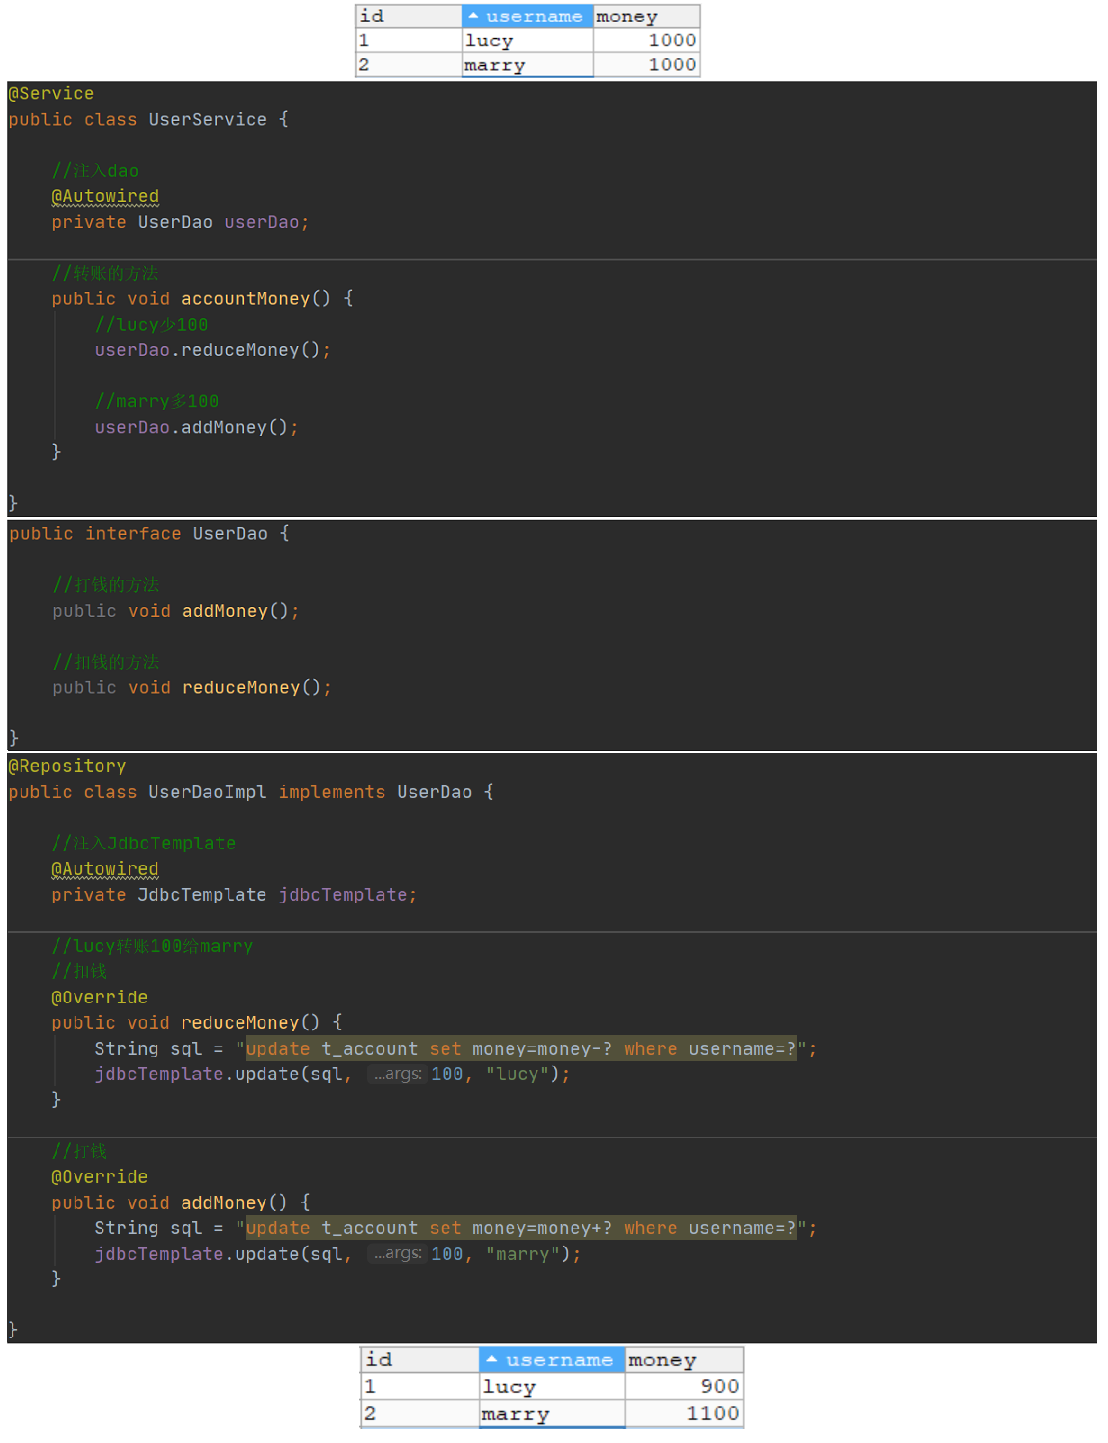 id username money
1 lucy 1000
2 marry 1000
@Service
public class UserService {
//注入dao
@Autowired
private UserDao userDao;
//转账的方法
public void accountMoney() {
//lucy少100
userDao.reduceMoney();
//marry多100
userDao.addMoney();
}
}
public interface UserDao {
//打钱的方法
public void addMoney();
//扣钱的方法
public void reduceMoney();
}
@Repository
public class UserDaoImpl implements UserDao {
//注入JdbcTemplate
@Autowired
private JdbcTemplate jdbcTemplate;
//lucy转账100给marry
//扣钱
@Override
public void reduceMoney() {
String sql = "update t_account set money=money-? where username=?";
jdbcTemplate.update(sql, ...args: 100, "lucy");
}
//打钱
@Override
public void addMoney() {
String sql = "update t_account set money=money+? where username=?";
jdbcTemplate.update(sql, ...args: 100, "marry");
}
}
id username money
1 lucy 900
2 marry 1100